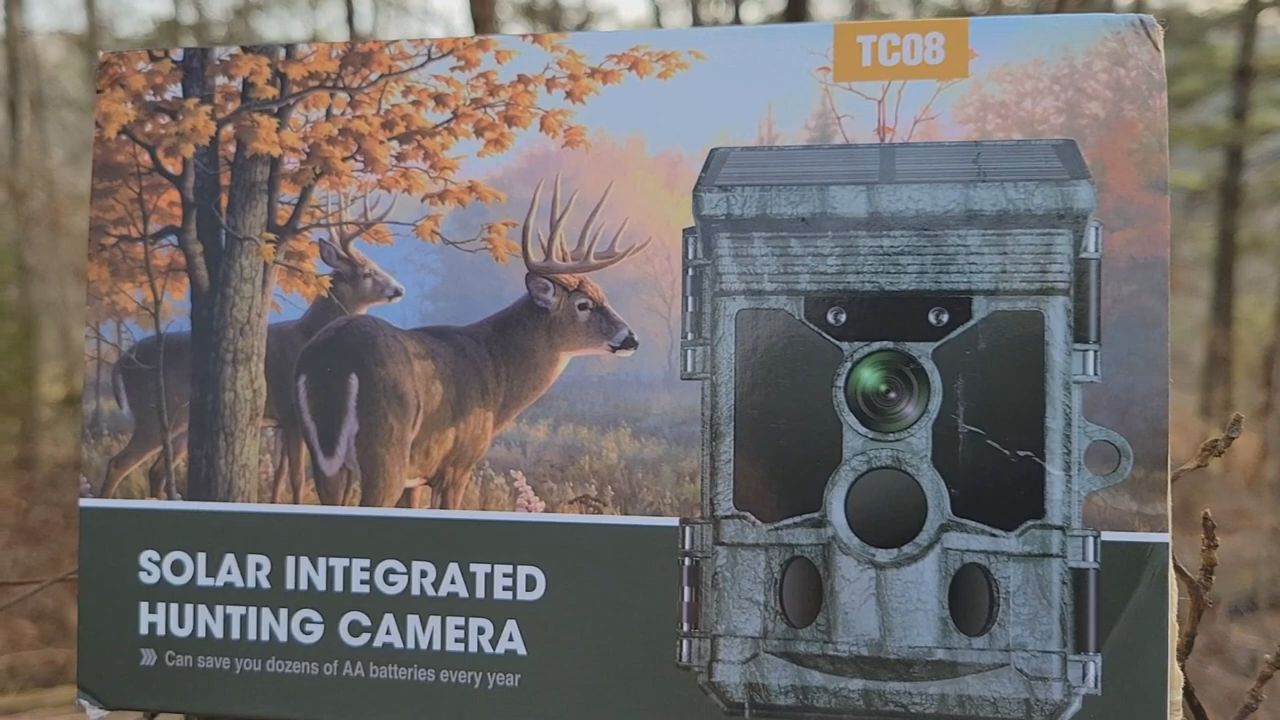 TC08
SOLAR INTEGRATED
HUNTING CAMERA
Can save you dozens of AA batteries every year